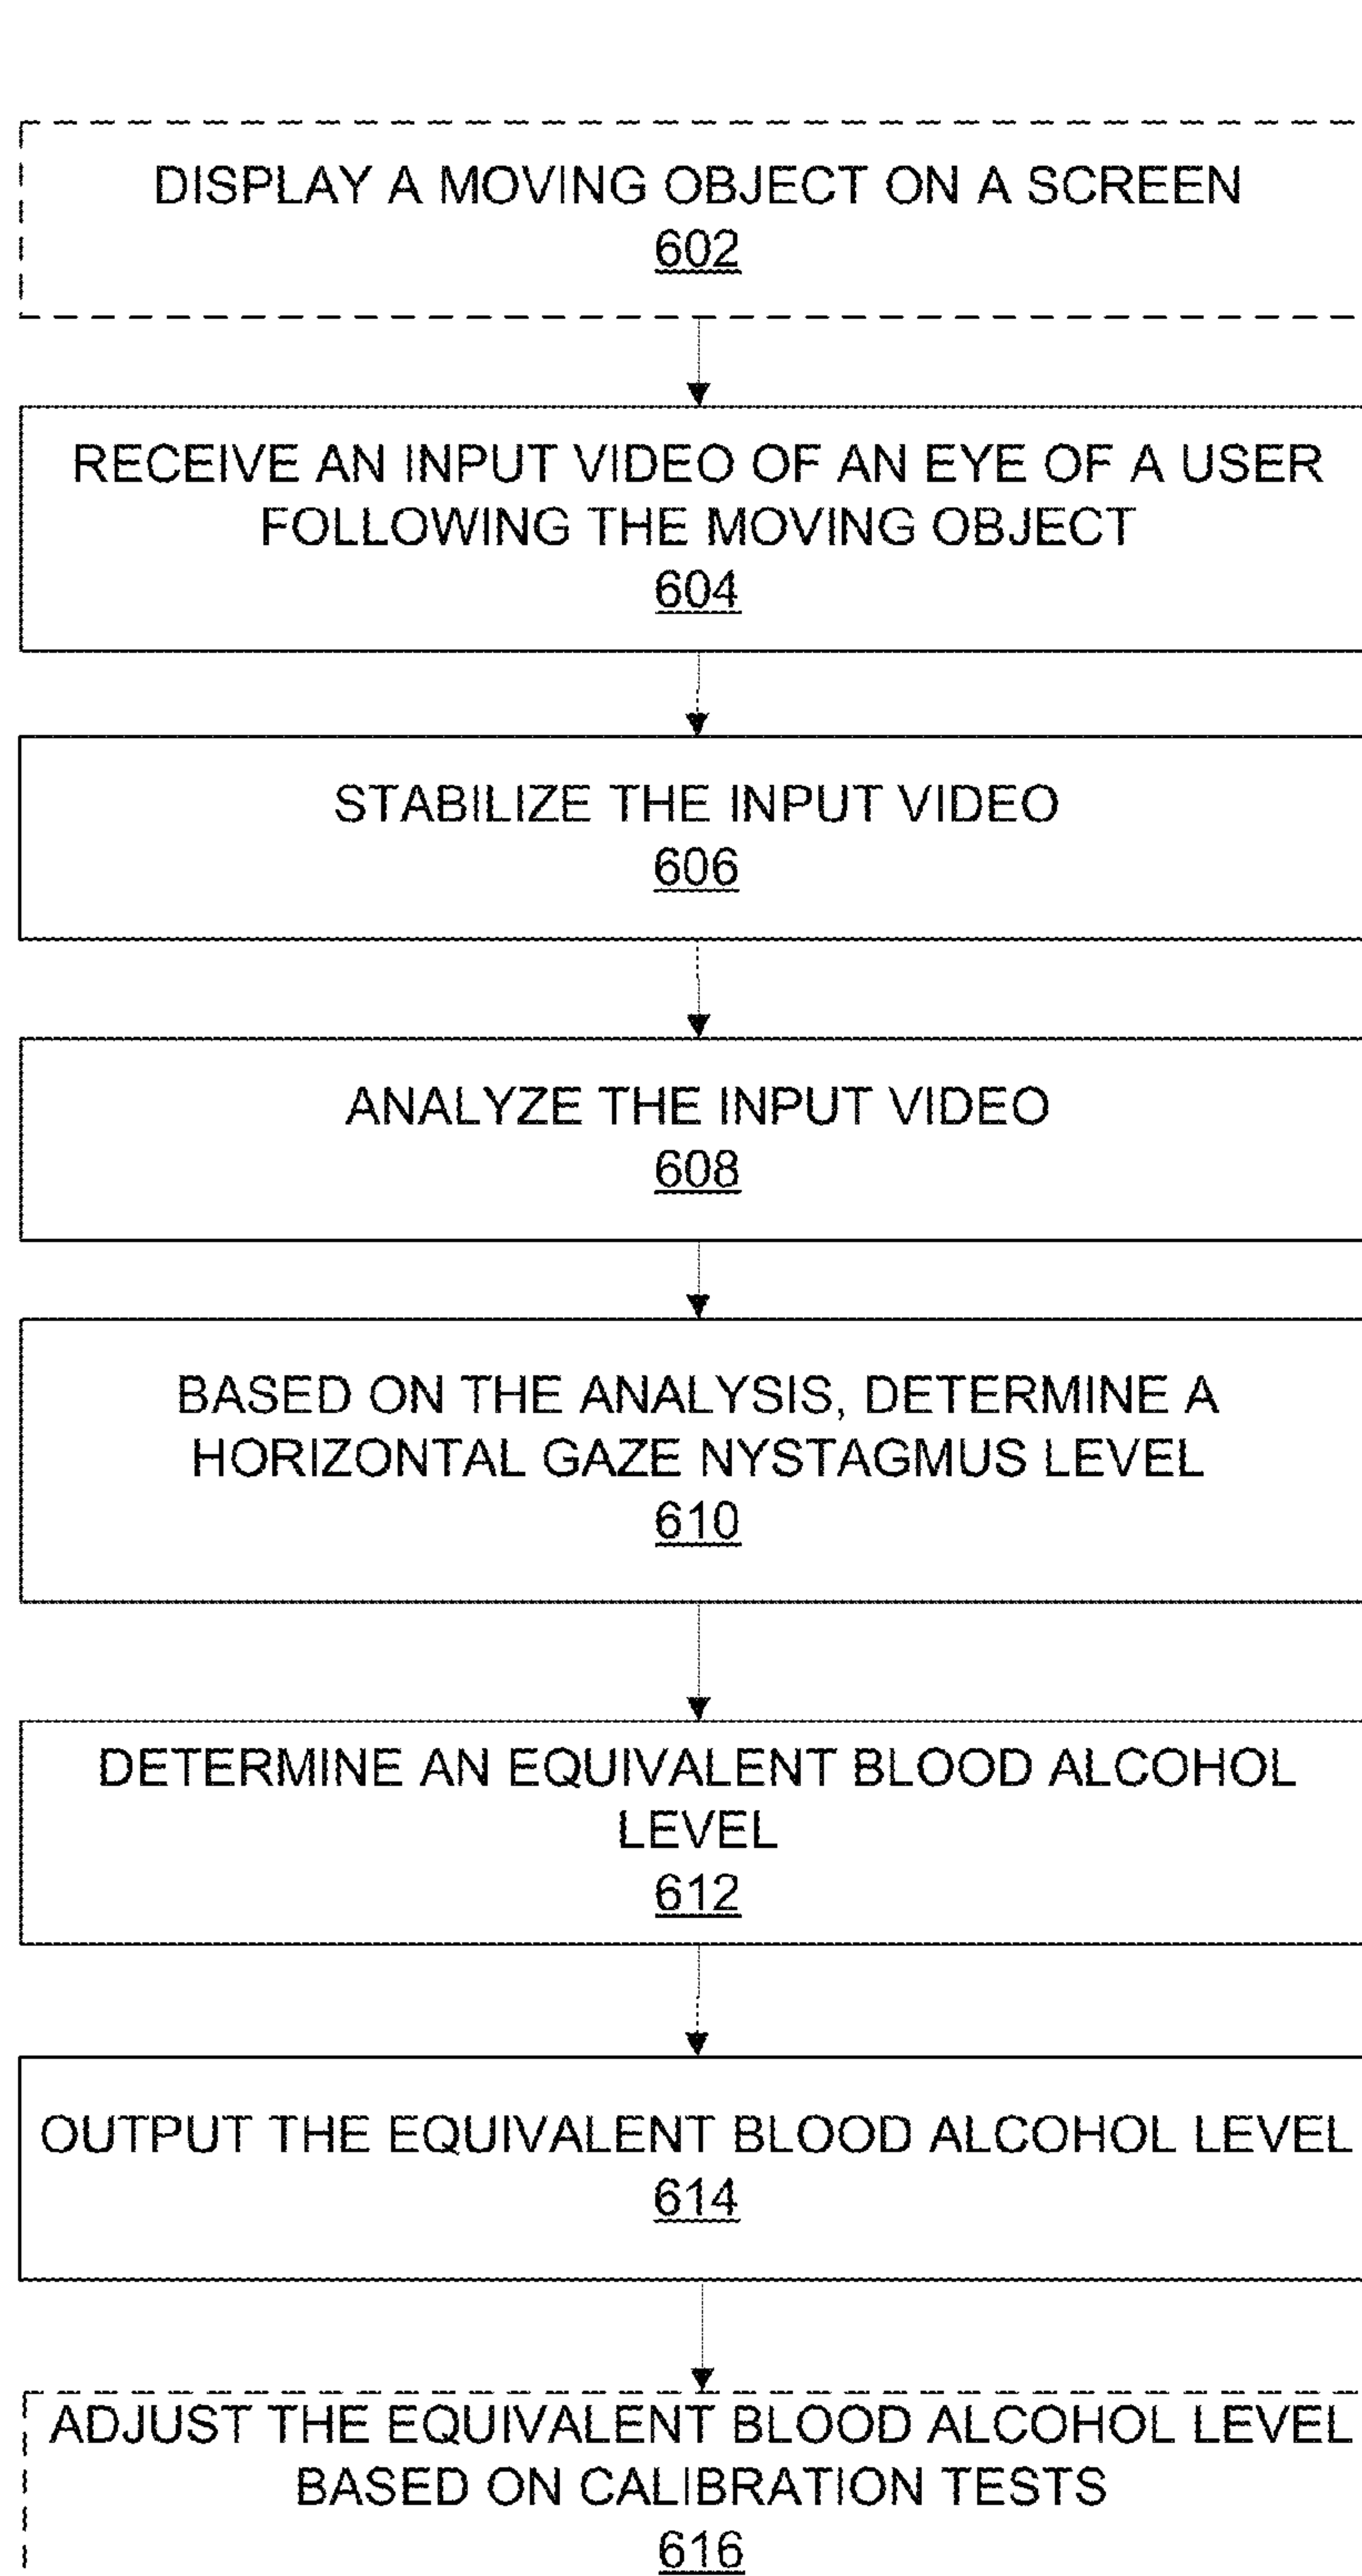 DISPLAY A MOVING OBJECT ON A SCREEN
602
RECEIVE AN INPUT VIDEO OF AN EYE OF A USER
FOLLOWING THE MOVING OBJECT
604
STABILIZE THE INPUT VIDEO
606
ANALYZE THE INPUT VIDEO
608
BASED ON THE ANALYSIS, DETERMINE A
HORIZONTAL GAZE NYSTAGMUS LEVEL
610
DETERMINE AN EQUIVALENT BLOOD ALCOHOL
LEVEL
612
OUTPUT THE EQUIVALENT BLOOD ALCOHOL LEVEL
614
ADJUST THE EQUIVALENT BLOOD ALCOHOL LEVEL
BASED ON CALIBRATION TESTS
616